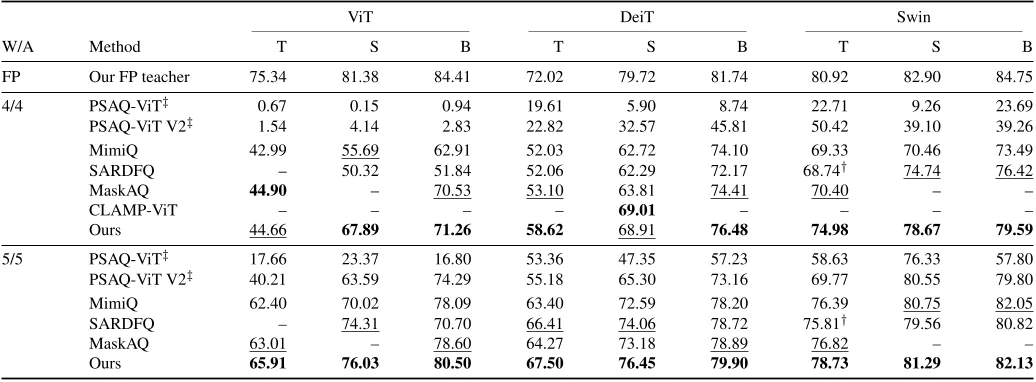 ViT DeiT Swin
W/A Method T S B T S B T S B
FP Our FP teacher 75.34 81.38 84.41 72.02 79.72 81.74 80.92 82.90 84.75
4/4 PSAQ-ViT‡ 0.67 0.15 0.94 19.61 5.90 8.74 22.71 9.26 23.69
PSAQ-ViT V2‡ 1.54 4.14 2.83 22.82 32.57 45.81 50.42 39.10 39.26
MimiQ 42.99 55.69 62.91 52.03 62.72 74.10 69.33 70.46 73.49
SARDFQ – 50.32 51.84 52.06 62.29 72.17 68.74† 74.74 76.42
MaskAQ 44.90 – 70.53 53.10 63.81 74.41 70.40 – –
CLAMP-ViT – – – – 69.01 – – – –
Ours 44.66 67.89 71.26 58.62 68.91 76.48 74.98 78.67 79.59
5/5 PSAQ-ViT‡ 17.66 23.37 16.80 53.36 47.35 57.23 58.63 76.33 57.80
PSAQ-ViT V2‡ 40.21 63.59 74.29 55.18 65.30 73.16 69.77 80.55 79.80
MimiQ 62.40 70.02 78.09 63.40 72.59 78.20 76.39 80.75 82.05
SARDFQ – 74.31 70.70 66.41 74.06 78.72 75.81† 79.56 80.82
MaskAQ 63.01 – 78.60 64.27 73.18 78.89 76.82 – –
Ours 65.91 76.03 80.50 67.50 76.45 79.90 78.73 81.29 82.13